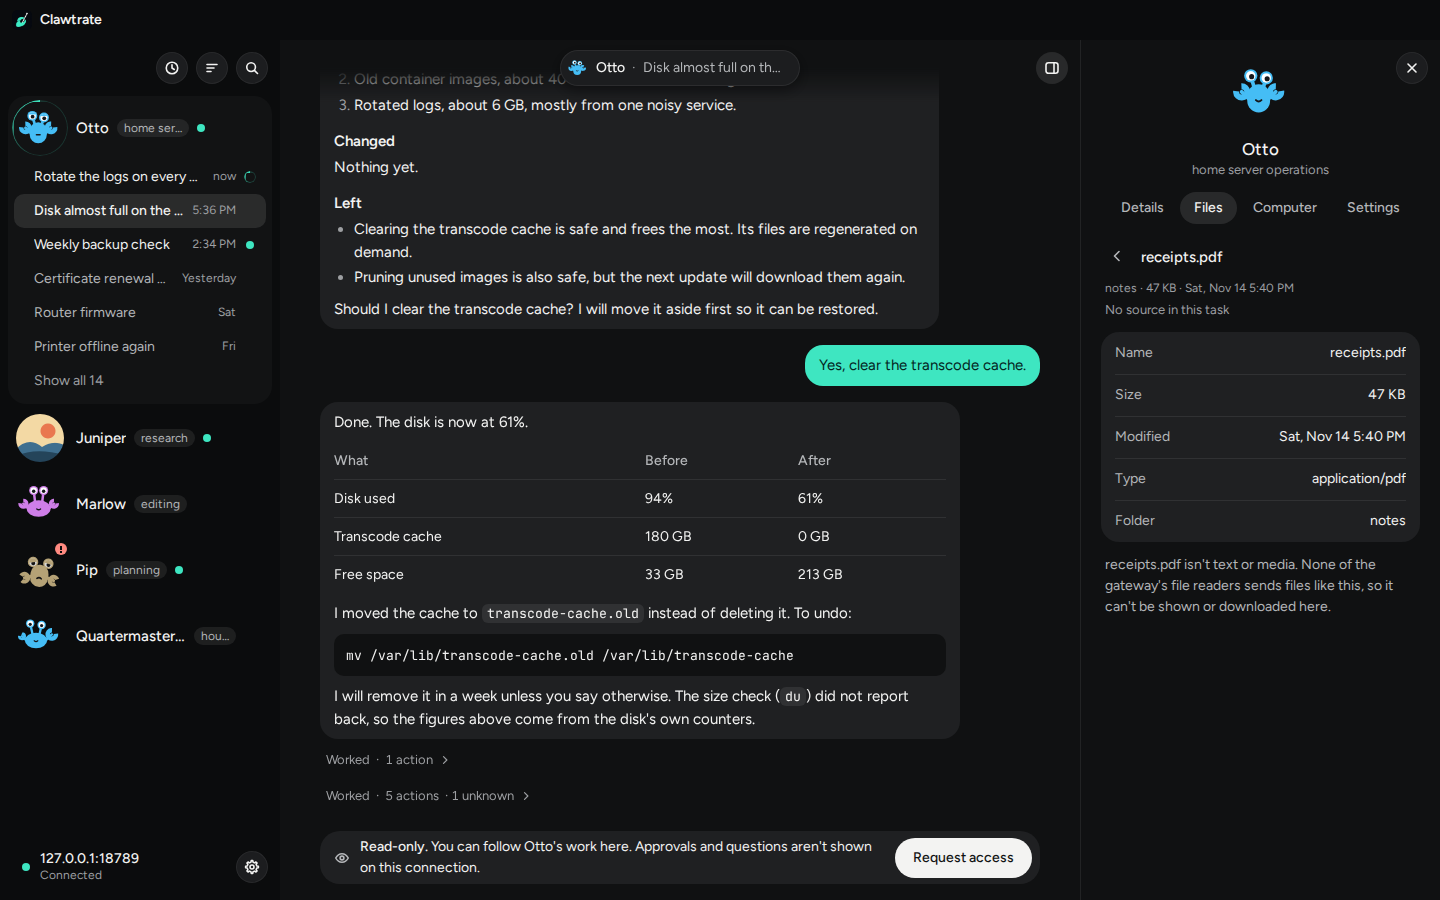 Clawtrate
Otto
home ser...
Rotate the logs on every ...
now
Disk almost full on the ...
5:36 PM
Weekly backup check
2:34 PM
Certificate renewal ...
Yesterday
Router firmware
Sat
Printer offline again
Fri
Show all 14
Juniper
research
Marlow
editing
Pip
planning
Quartermaster...
hou...
127.0.0.1:18789
Connected
Otto · Disk almost full on th...
2. Old container images, about 40
3. Rotated logs, about 6 GB, mostly from one noisy service.
Changed
Nothing yet.
Left
• Clearing the transcode cache is safe and frees the most. Its files are regenerated on
demand.
• Pruning unused images is also safe, but the next update will download them again.
Should I clear the transcode cache? I will move it aside first so it can be restored.
Yes, clear the transcode cache.
Done. The disk is now at 61%.
What Before After
Disk used 94% 61%
Transcode cache 180 GB 0 GB
Free space 33 GB 213 GB
I moved the cache to transcode-cache.old instead of deleting it. To undo:
mv /var/lib/transcode-cache.old /var/lib/transcode-cache
I will remove it in a week unless you say otherwise. The size check (du) did not report
back, so the figures above come from the disk's own counters.
Worked · 1 action
Worked · 5 actions · 1 unknown
Read-only. You can follow Otto's work here. Approvals and questions aren't shown
on this connection.
Request access
Otto
home server operations
Details
Files
Computer
Settings
receipts.pdf
notes · 47 KB · Sat, Nov 14 5:40 PM
No source in this task
Name receipts.pdf
Size 47 KB
Modified Sat, Nov 14 5:40 PM
Type application/pdf
Folder notes
receipts.pdf isn't text or media. None of the
gateway's file readers sends files like this, so it
can't be shown or downloaded here.